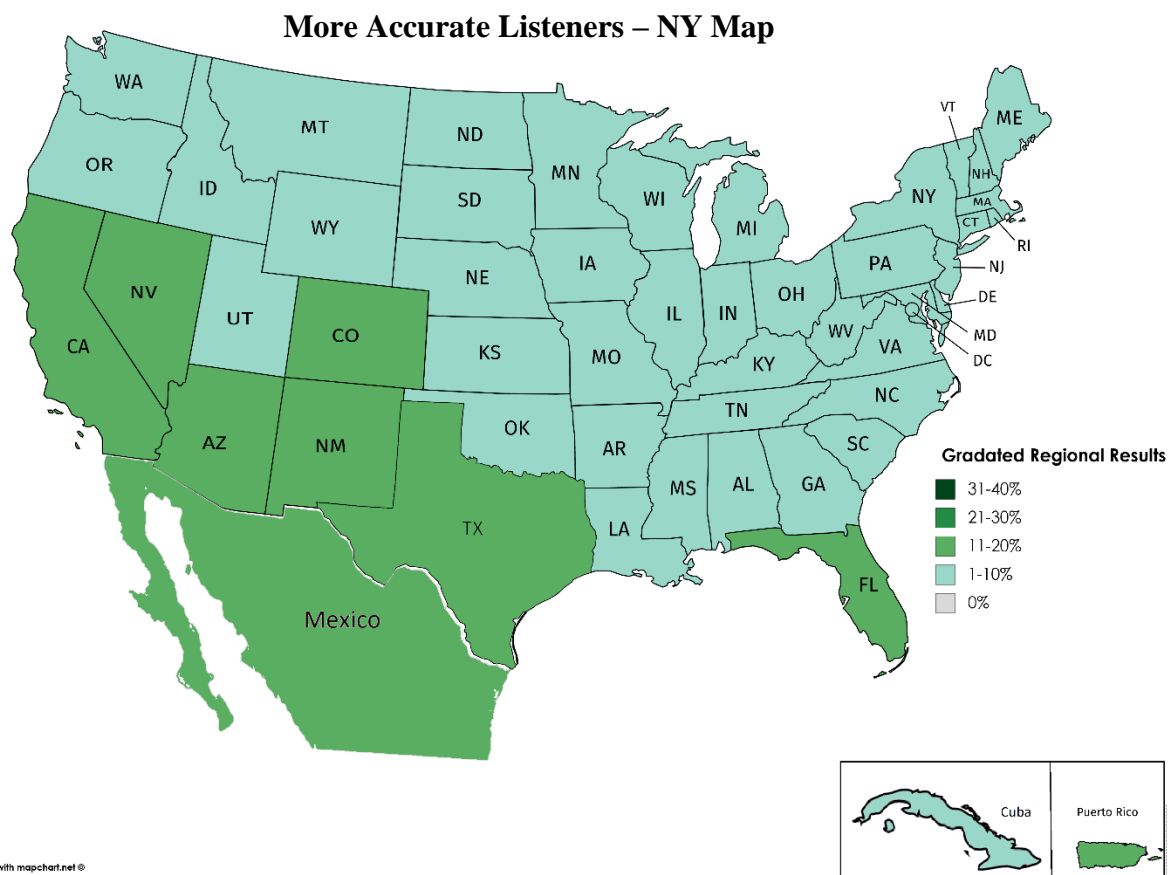 More Accurate Listeners – NY Map
WA
MT
ND
MN
OR
ID
SD
WI
MI
VT
ME
NH
NY
MA
CT
RI
WY
IA
PA
NJ
NE
NV
UT
CO
IL
IN
OH
DE
MD
DC
WV
VA
CA
KS
MO
KY
NC
TN
AZ
NM
OK
AR
SC
MS
AL
GA
LA
TX
FL
Gradated Regional Results
31-40%
21-30%
11-20%
1-10%
0%
Mexico
Cuba
Puerto Rico
with mapchart.net ©